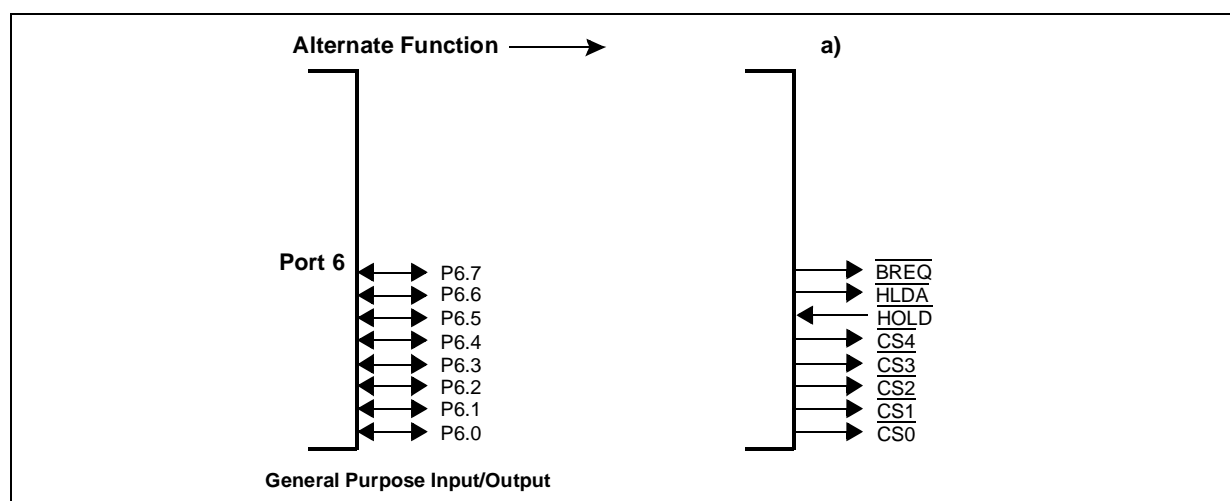 Alternate Function a)
Port 6
P6.7 BREQ
P6.6 HLDA
P6.5 HOLD
P6.4 CS4
P6.3 CS3
P6.2 CS2
P6.1 CS1
P6.0 CS0
General Purpose Input/Output